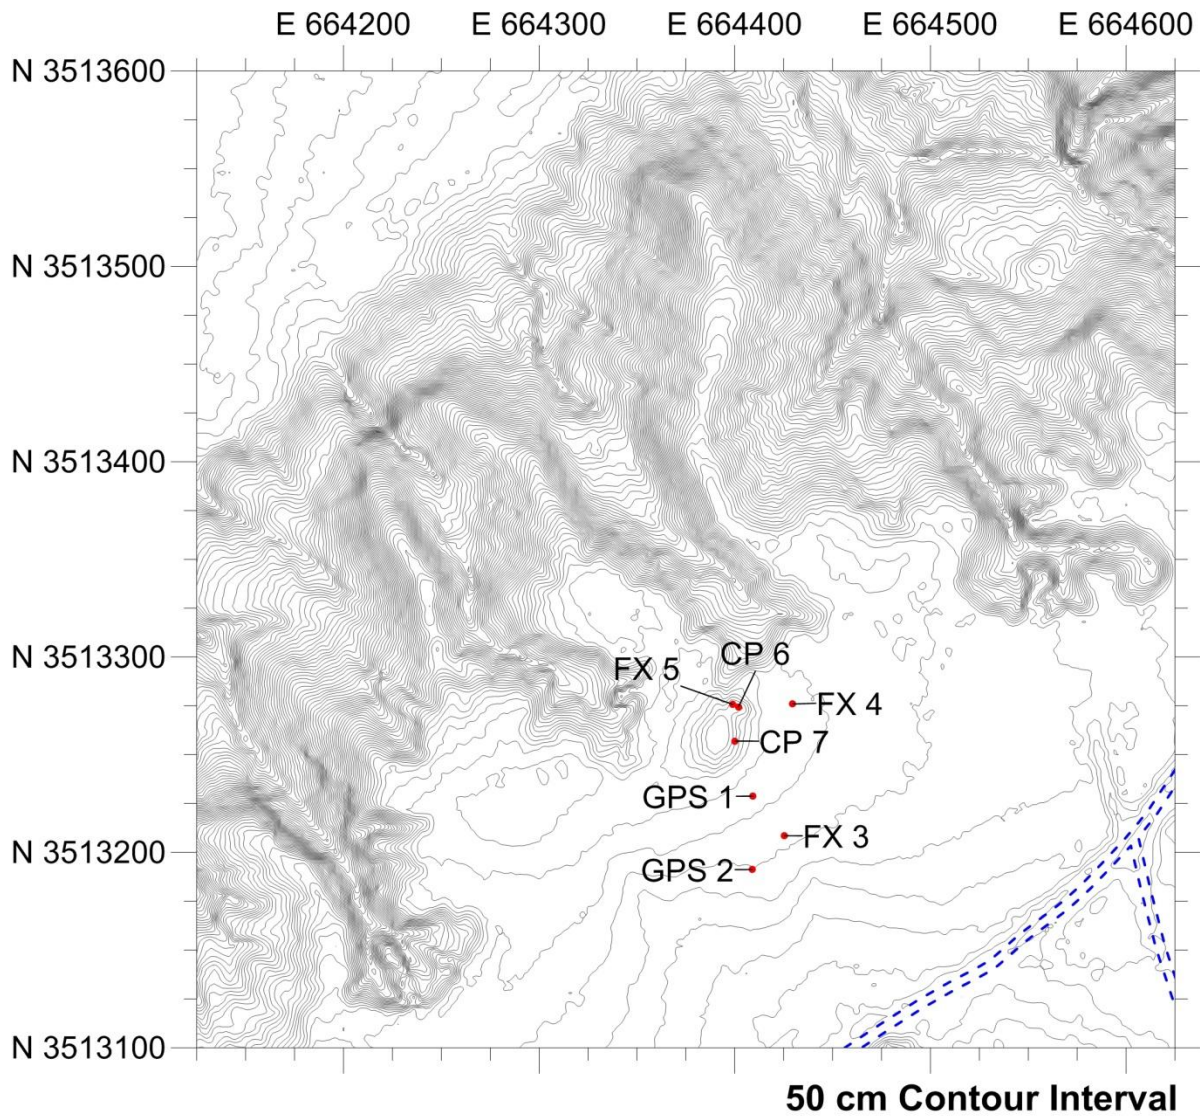 E 664200 E 664300 E 664400 E 664500 E 664600
N 3513600
N 3513500
N 3513400
N 3513300
CP 6
FX 5
FX 4
CP 7
GPS 1
FX 3
N 3513200
GPS 2
N 3513100
50 cm Contour Interval